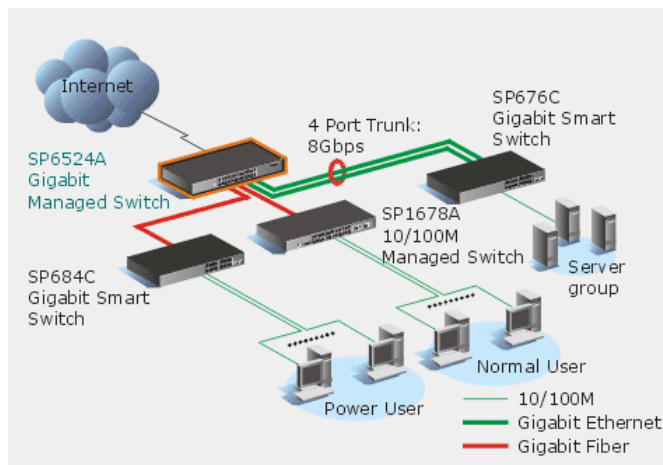 Internet
SP6524A
Gigabit
Managed Switch
4 Port Trunk:
8Gbps
SP676C
Gigabit Smart
Switch
SP1678A
10/100M
Managed Switch
SP684C
Gigabit Smart
Switch
Server
group
Normal User
Power User
10/100M
Gigabit Ethernet
Gigabit Fiber